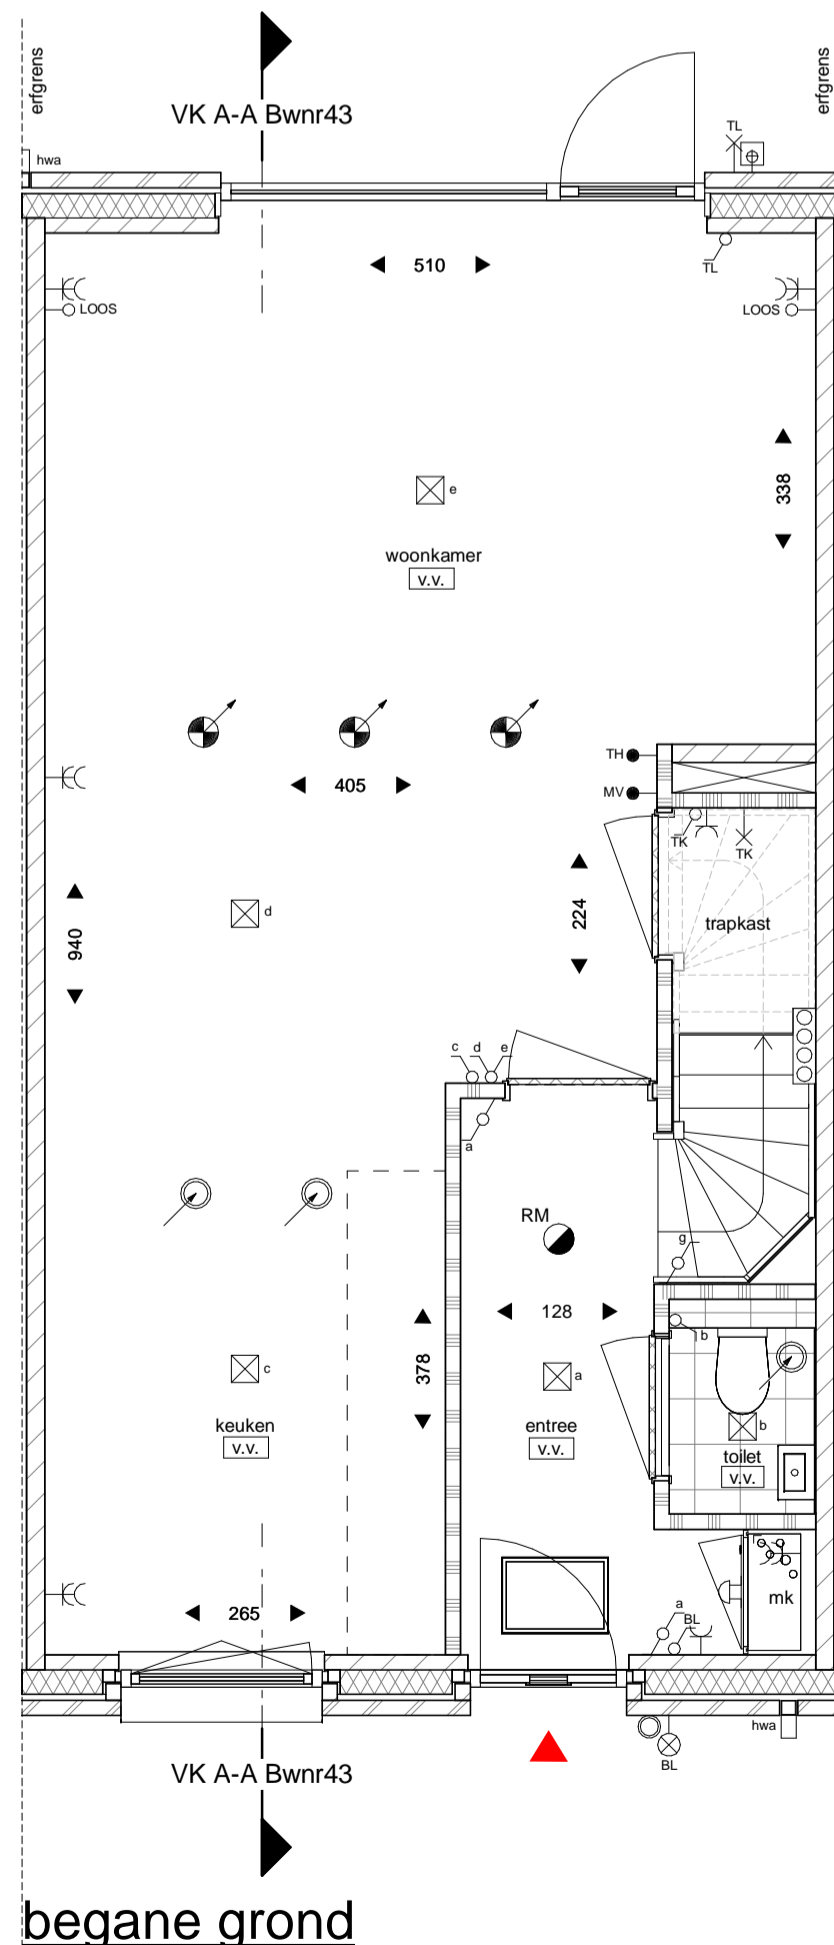 erfgrens
erfgrens
VK A-A Bwnr43
TL
hwa
510
TL
LOOS
LOOS
338
e
woonkamer
v.v.
TH
405
MV
TK
TK
d
224
trapkast
940
c d e
a
RM
g
128
b
378
c
a
keuken
v.v.
entree
v.v.
b
toilet
v.v.
mk
265
a
BL
hwa
BL
VK A-A Bwnr43
begane grond